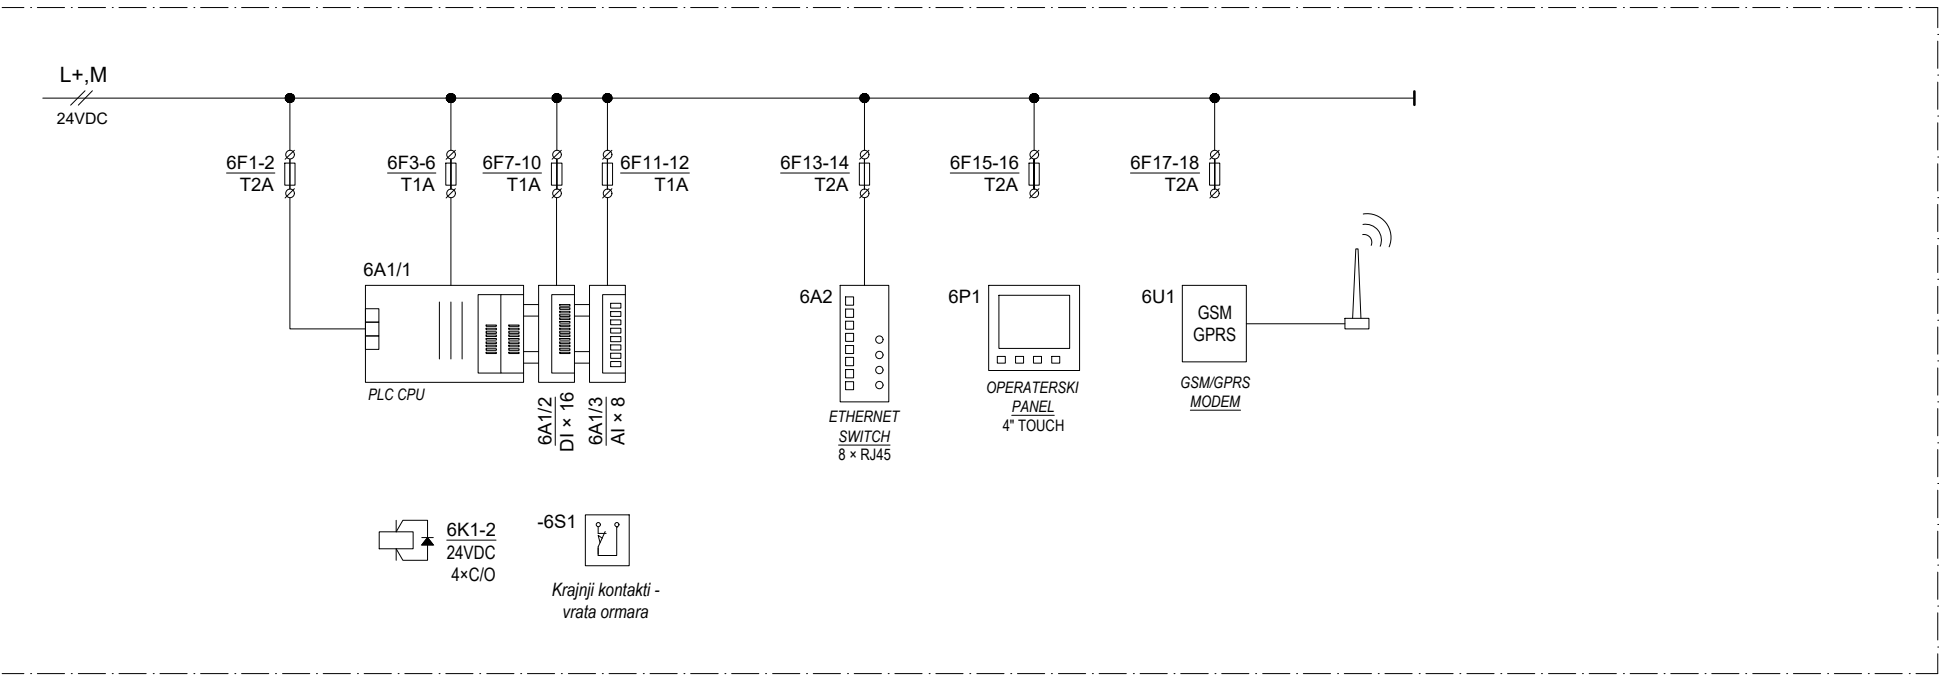 L+,M
24VDC
6F1-2
T2A
6F3-6
T1A
6F7-10
T1A
6F11-12
T1A
6F13-14
T2A
6F15-16
T2A
6F17-18
T2A
6A1/1
PLC CPU
6A1/2
DI × 16
6A1/3
AI × 8
6A2
ETHERNET
SWITCH
8 × RJ45
6P1
OPERATERSKI
PANEL
4" TOUCH
6U1
GSM
GPRS
GSM/GPRS
MODEM
6K1-2
24VDC
4×C/O
-6S1
Krajnji kontakti -
vrata ormara